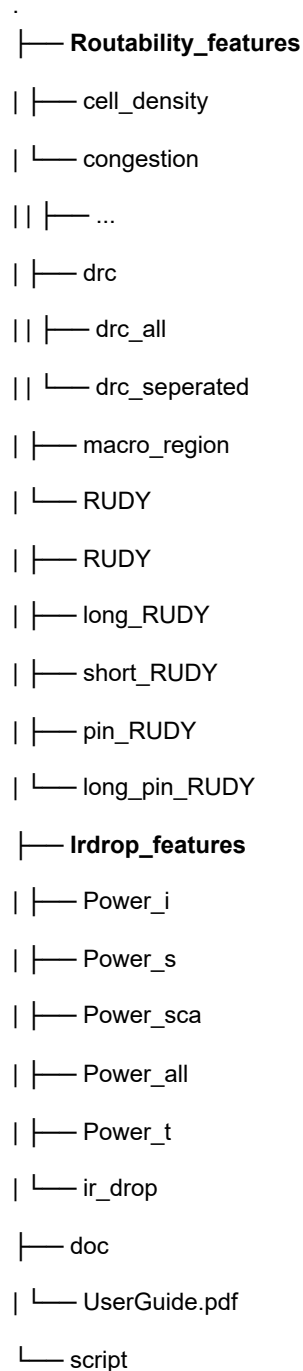 .
├── Routability_features
| ├── cell_density
| └── congestion
| | ├── ...
| ├── drc
| | ├── drc_all
| | └── drc_seperated
| ├── macro_region
| └── RUDY
| ├── RUDY
| ├── long_RUDY
| ├── short_RUDY
| ├── pin_RUDY
| └── long_pin_RUDY
├── Irdrop_features
| ├── Power_i
| ├── Power_s
| ├── Power_sca
| ├── Power_all
| ├── Power_t
| └── ir_drop
├── doc
| └── UserGuide.pdf
└── script